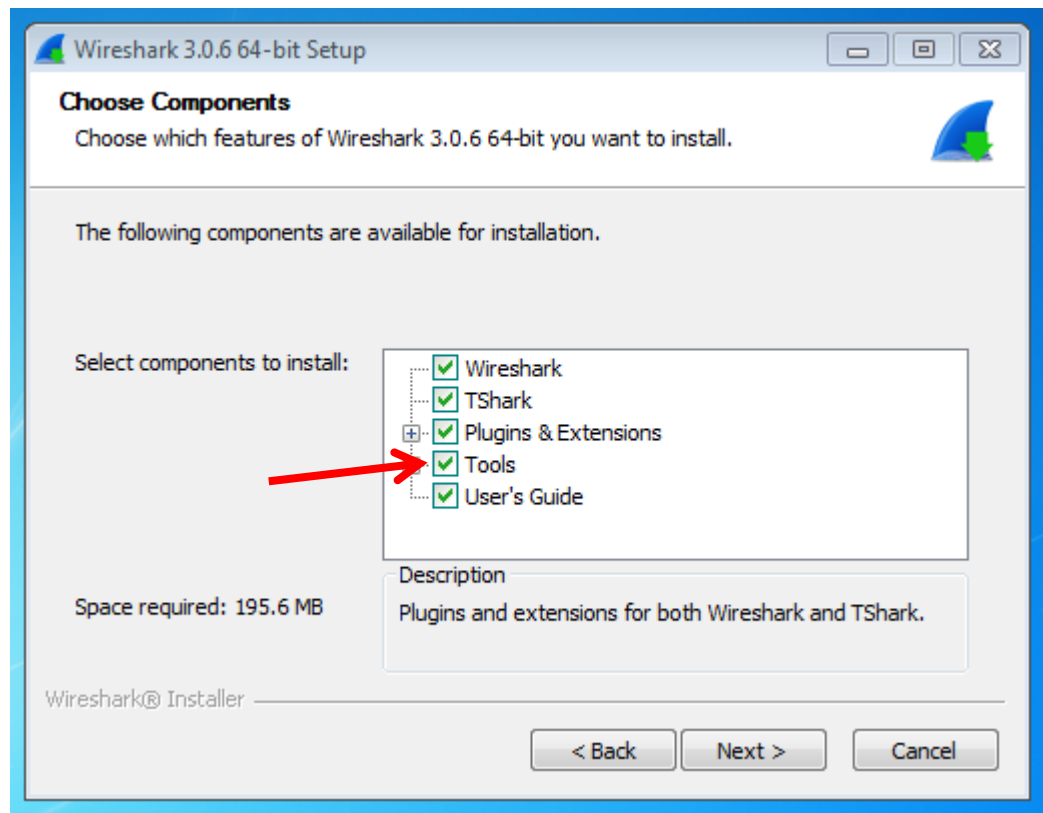 Wireshark 3.0.6 64-bit Setup
Choose Components
Choose which features of Wireshark 3.0.6 64-bit you want to install.
The following components are available for installation.
Select components to install:
Wireshark
TShark
Plugins & Extensions
Tools
User's Guide
Space required: 195.6 MB
Description
Plugins and extensions for both Wireshark and TShark.
Wireshark® Installer
< Back
Next >
Cancel